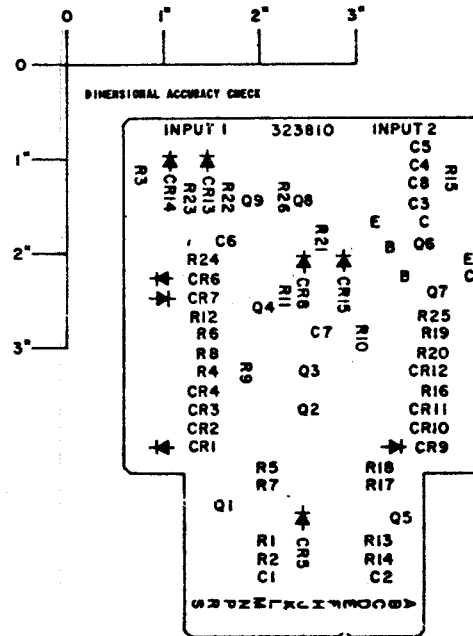 0 1" 2" 3"
0
DIMENSIONAL ACCURACY CHECK
INPUT 1 323810 INPUT 2
C5
1" C4
R3 CR14 CR13 C8 R15
R23 R22 Q9 R26 Q8 C3
E C
R21
C6 B Q6
2" R24 E
CR6 CR8 CR15 C C
CR7 R11 Q7
Q4
R12 R25
R6 C7 R10 R19
3" R8 R20
R4 R9 Q3 CR12
CR4 R16
CR3 Q2 CR11
CR2 CR10
CR1 CR9
R5 R18
R7 R17
Q1 CR5 Q5
R1 R13
R2 R14
C1 C2
S R P N M L K J H F E D C B A